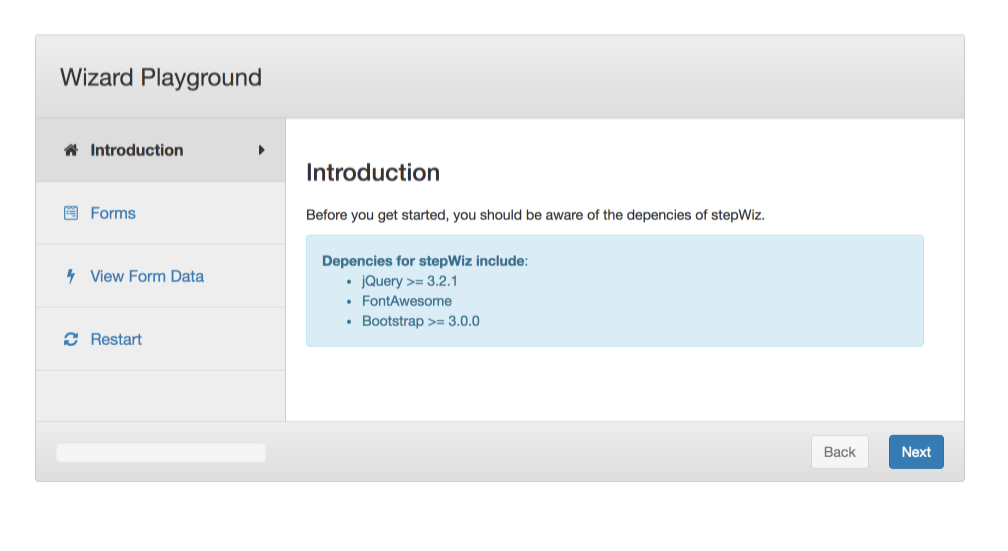 Wizard Playground
Introduction
Forms
View Form Data
Restart
Introduction
Before you get started, you should be aware of the depencies of stepWiz.
Depencies for stepWiz include:
• jQuery >= 3.2.1
• FontAwesome
• Bootstrap >= 3.0.0
Back
Next